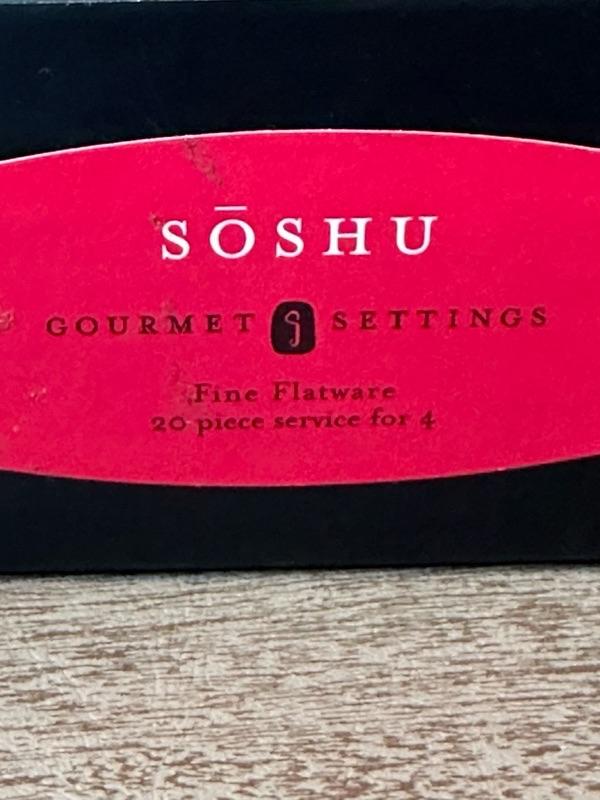 SŌSHU
GOURMET g SETTINGS
Fine Flatware
20 piece service for 4